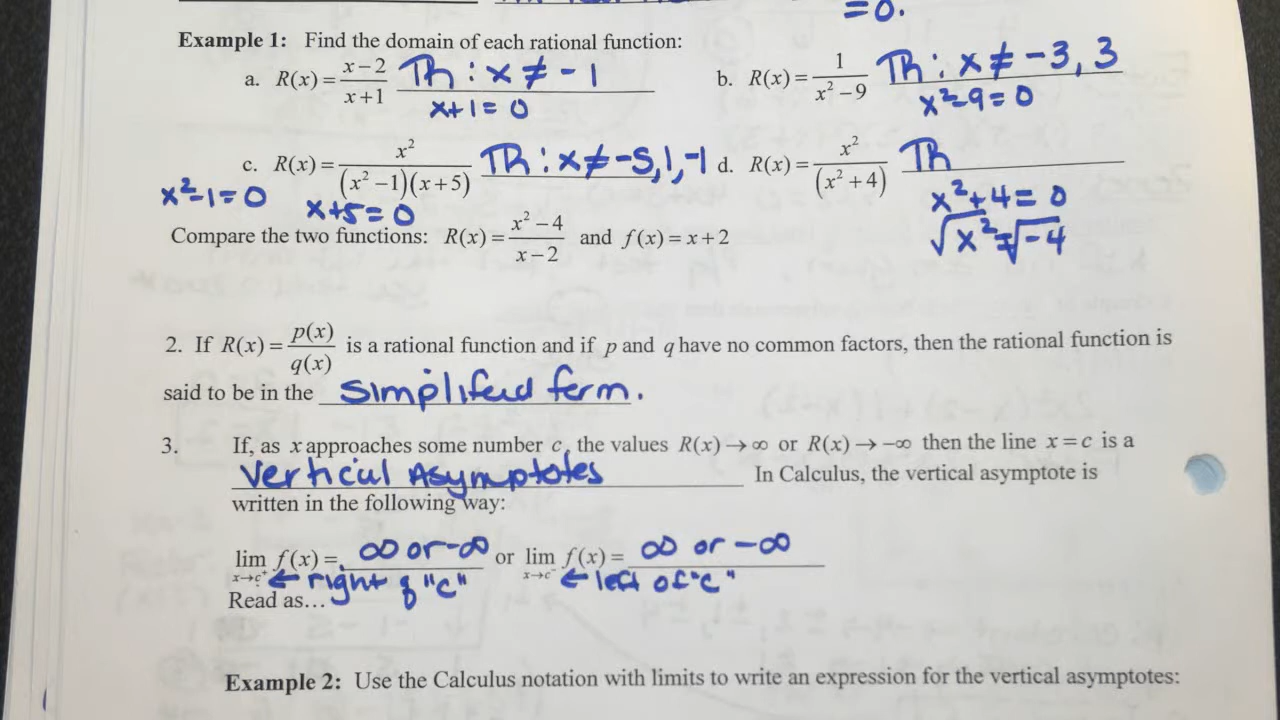 =0.
Example 1: Find the domain of each rational function:
a. R(x) = (x − 2)/(x + 1) TR : x ≠ −1
x+1=0
b. R(x) = 1/(x² − 9) TR : x ≠ −3, 3
x²-9=0
c. R(x) = x²/((x² − 1)(x + 5)) TR : x ≠ −5, 1, −1
x²-1=0 x+5=0
d. R(x) = x²/((x² + 4)) TR
x²+4=0
√x² = √-4
Compare the two functions: R(x) = (x² − 4)/(x − 2) and f(x) = x + 2
2. If R(x) = p(x)/q(x) is a rational function and if p and q have no common factors, then the rational function is
said to be in the simplified form.
3. If, as x approaches some number c, the values R(x) → ∞ or R(x) → −∞ then the line x = c is a
Vertical Asymptotes In Calculus, the vertical asymptote is
written in the following way:
lim x→c⁺ f(x) = ∞ or -∞ or lim x→c⁻ f(x) = ∞ or −∞
← right of "c" ← left of "c"
Read as…
Example 2: Use the Calculus notation with limits to write an expression for the vertical asymptotes: